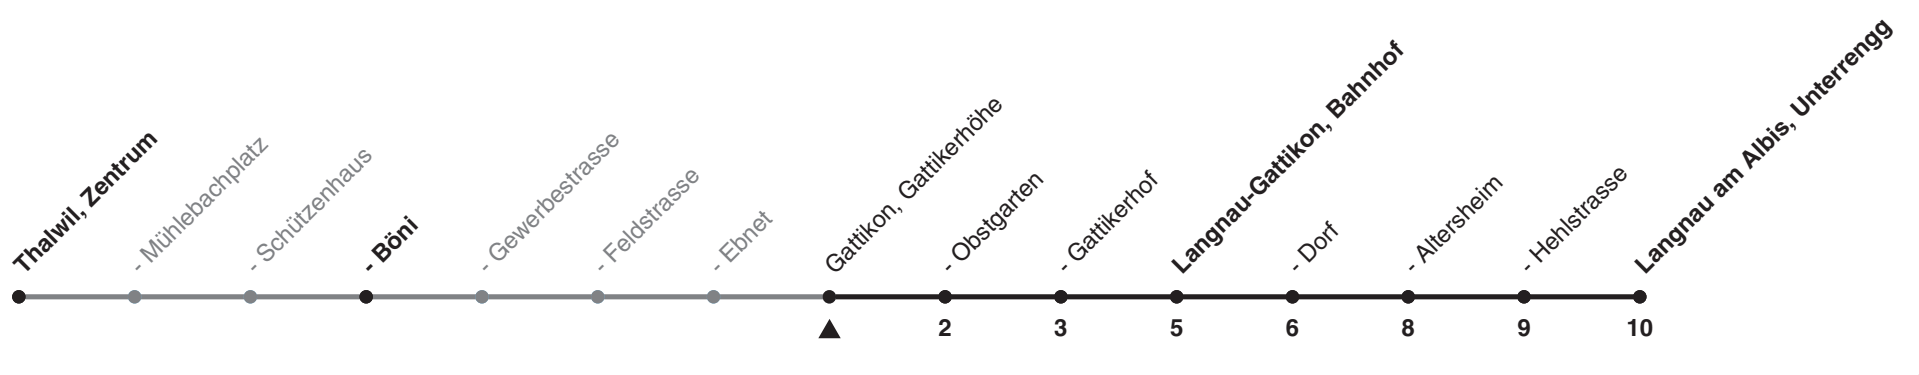 Thalwil, Zentrum
- Mühlebachplatz
- Schützenhaus
- Böni
- Gewerbestrasse
- Feldstrasse
- Ebnet
Gattikon, Gattikerhöhe
- Obstgarten
- Gattikerhof
Langnau-Gattikon, Bahnhof
- Dorf
- Altersheim
- Hehlstrasse
Langnau am Albis, Unterrengg
2 3 5 6 8 9 10